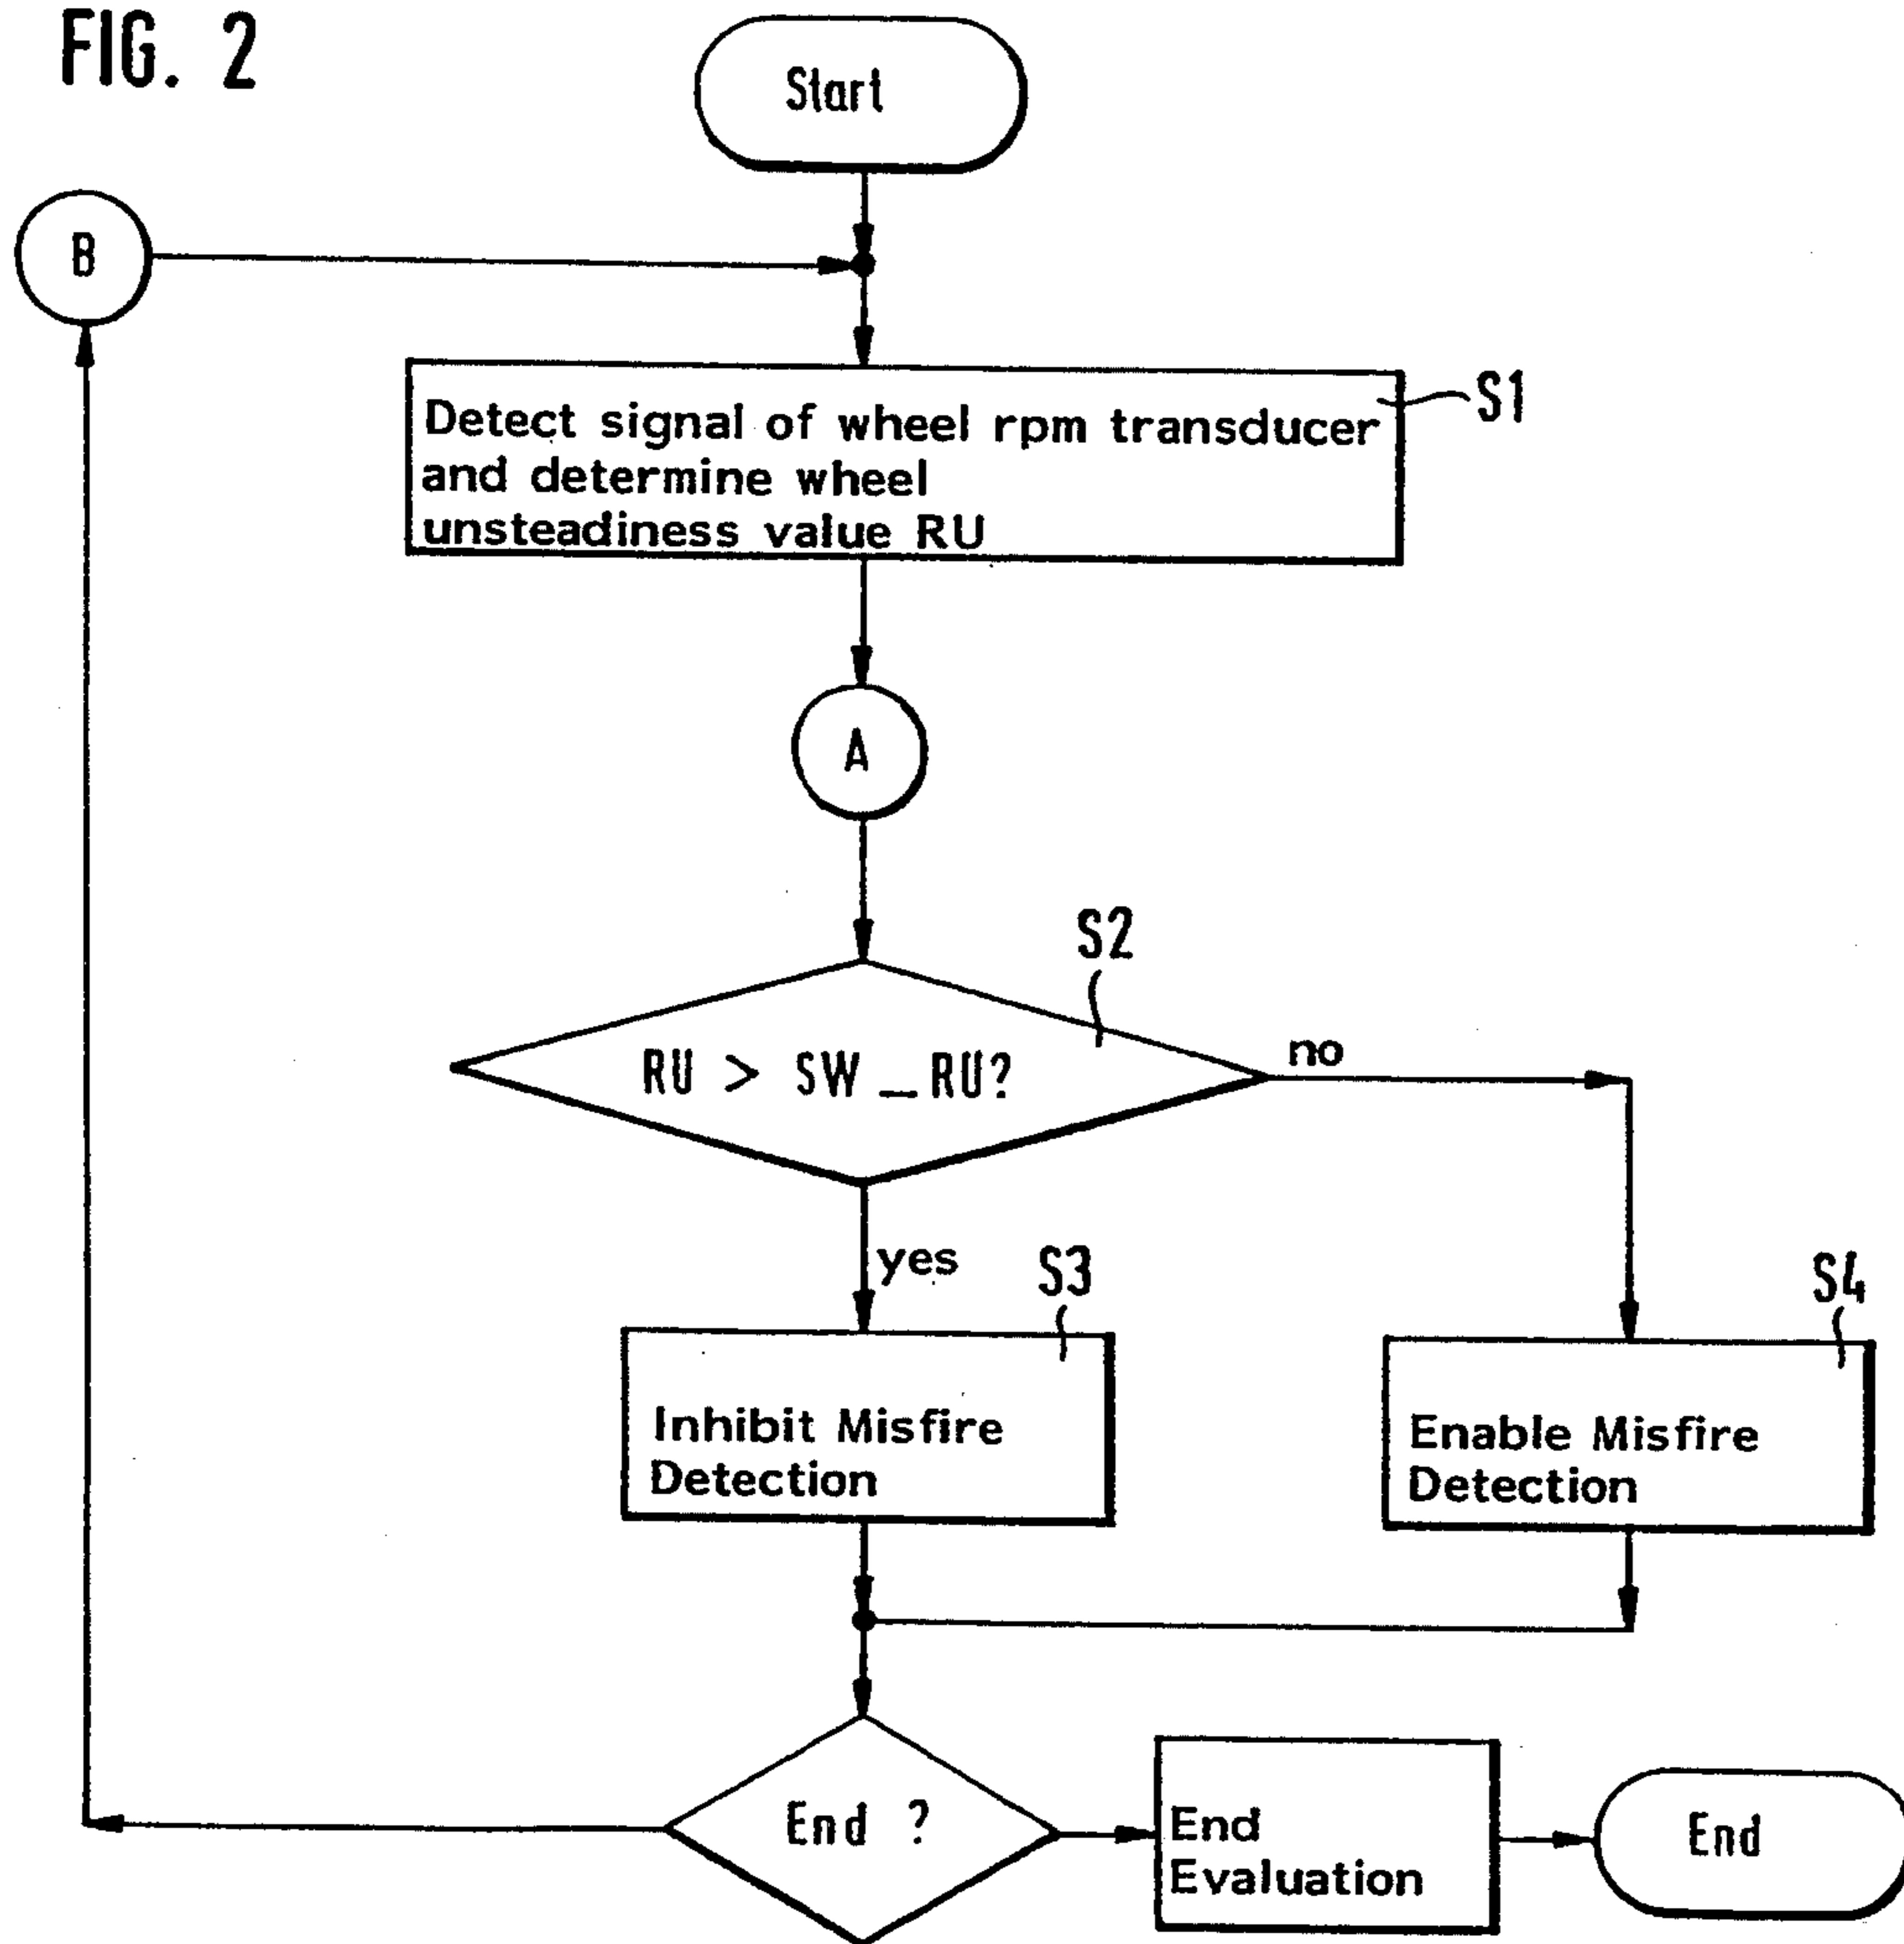 FIG. 2
Start
B
S1
Detect signal of wheel rpm transducer
and determine wheel
unsteadiness value RU
A
S2
RU > SW_RU?
no
yes
S3
S4
Inhibit Misfire
Detection
Enable Misfire
Detection
End ?
End
Evaluation
End